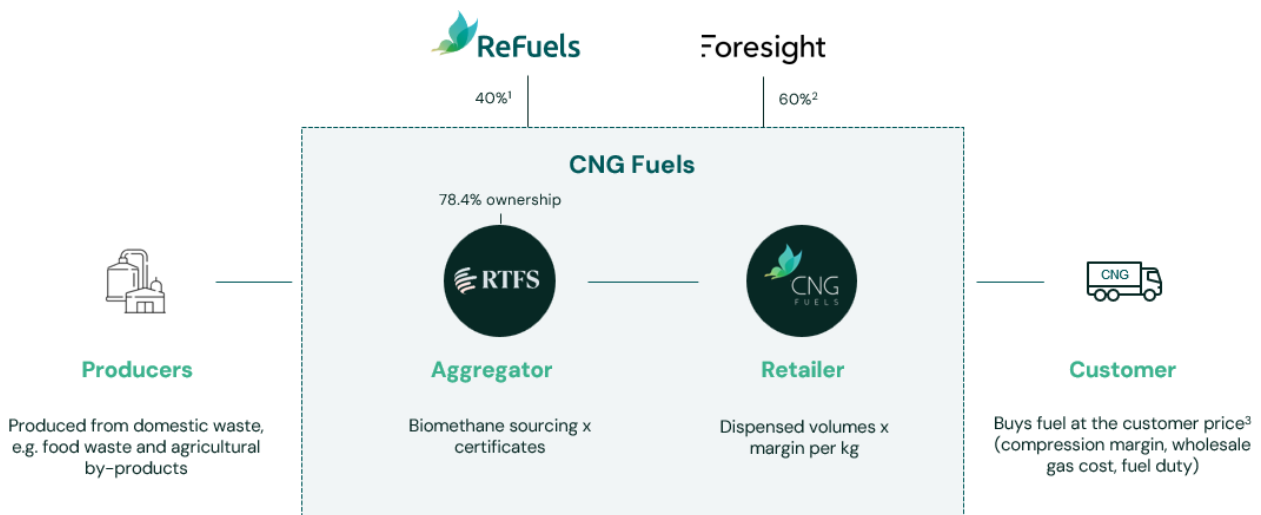 ReFuels
Foresight
40%¹
60%²
CNG Fuels
78.4% ownership
RTFS
CNG
FUELS
CNG
Producers
Aggregator
Retailer
Customer
Produced from domestic waste,
e.g. food waste and agricultural
by-products
Biomethane sourcing x
certificates
Dispensed volumes x
margin per kg
Buys fuel at the customer price³
(compression margin, wholesale
gas cost, fuel duty)